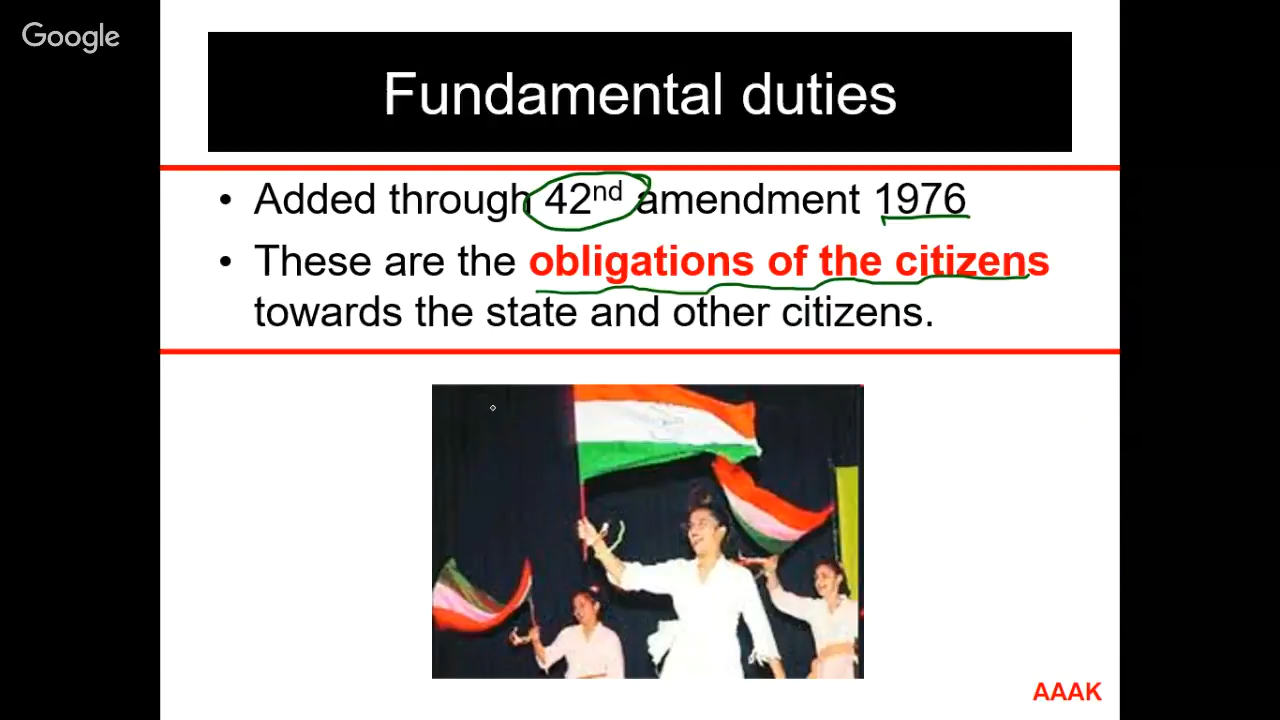 Google
Fundamental duties
• Added through 42nd amendment 1976
• These are the obligations of the citizens
towards the state and other citizens.
AAAK